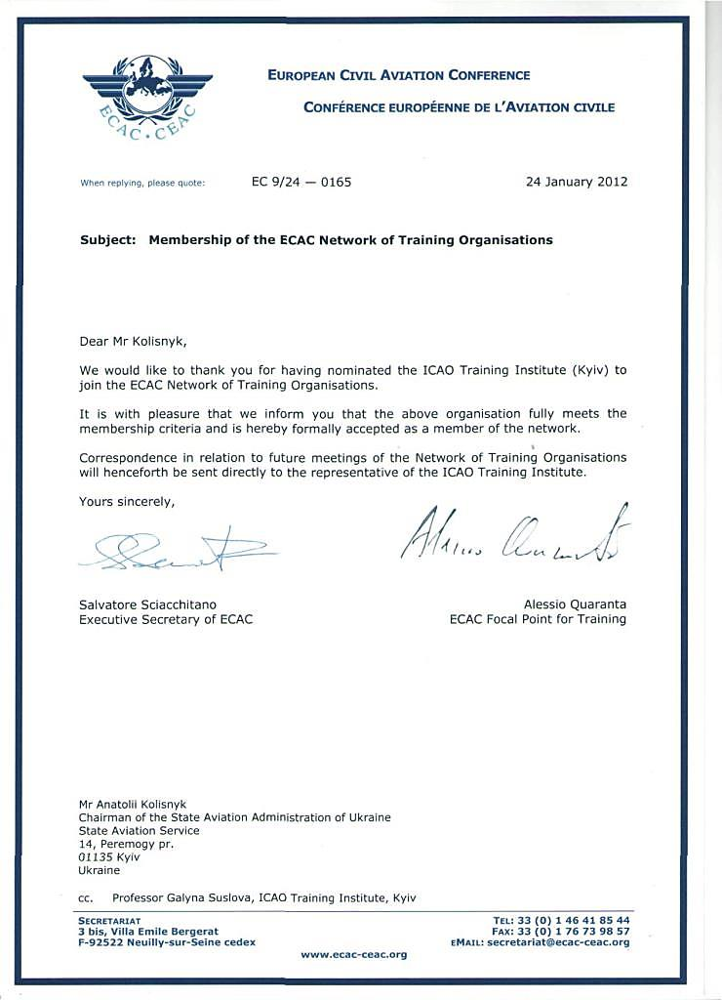 ECAC · CEAC
EUROPEAN CIVIL AVIATION CONFERENCE
CONFÉRENCE EUROPÉENNE DE L'AVIATION CIVILE
When replying, please quote: EC 9/24 — 0165 24 January 2012
Subject: Membership of the ECAC Network of Training Organisations
Dear Mr Kolisnyk,
We would like to thank you for having nominated the ICAO Training Institute (Kyiv) to
join the ECAC Network of Training Organisations.
It is with pleasure that we inform you that the above organisation fully meets the
membership criteria and is hereby formally accepted as a member of the network.
Correspondence in relation to future meetings of the Network of Training Organisations
will henceforth be sent directly to the representative of the ICAO Training Institute.
Yours sincerely,
Alessio Quaranta
Salvatore Sciacchitano Alessio Quaranta
Executive Secretary of ECAC ECAC Focal Point for Training
Mr Anatolii Kolisnyk
Chairman of the State Aviation Administration of Ukraine
State Aviation Service
14, Peremogy pr.
01135 Kyiv
Ukraine
cc. Professor Galyna Suslova, ICAO Training Institute, Kyiv
SECRETARIAT TEL: 33 (0) 1 46 41 85 44
3 bis, Villa Emile Bergerat FAX: 33 (0) 1 76 73 98 57
F-92522 Neuilly-sur-Seine cedex EMAIL: secretariat@ecac-ceac.org
www.ecac-ceac.org